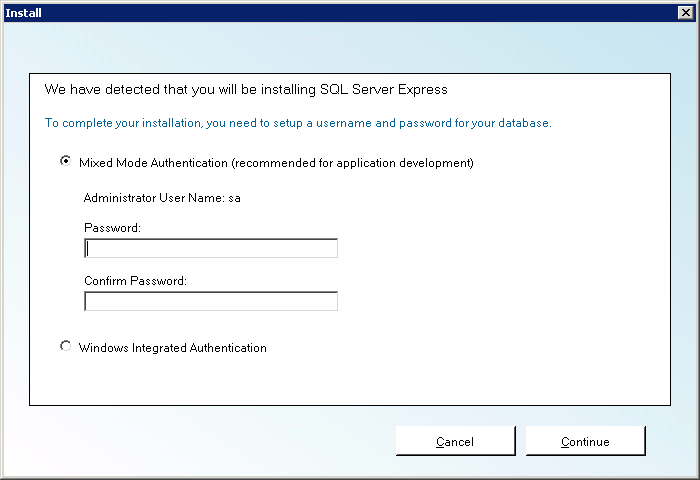 Install
We have detected that you will be installing SQL Server Express
To complete your installation, you need to setup a username and password for your database.
Mixed Mode Authentication (recommended for application development)
Administrator User Name: sa
Password:
Confirm Password:
Windows Integrated Authentication
Cancel
Continue